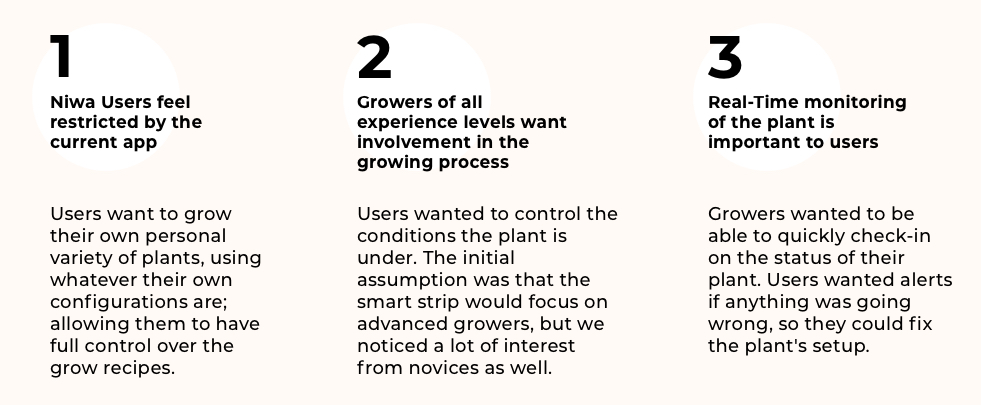 1
Niwa Users feel
restricted by the
current app
Users want to grow
their own personal
variety of plants, using
whatever their own
configurations are;
allowing them to have
full control over the
grow recipes.
2
Growers of all
experience levels want
involvement in the
growing process
Users wanted to control the
conditions the plant is
under. The initial
assumption was that the
smart strip would focus on
advanced growers, but we
noticed a lot of interest
from novices as well.
3
Real-Time monitoring
of the plant is
important to users
Growers wanted to be
able to quickly check-in
on the status of their
plant. Users wanted alerts
if anything was going
wrong, so they could fix
the plant's setup.